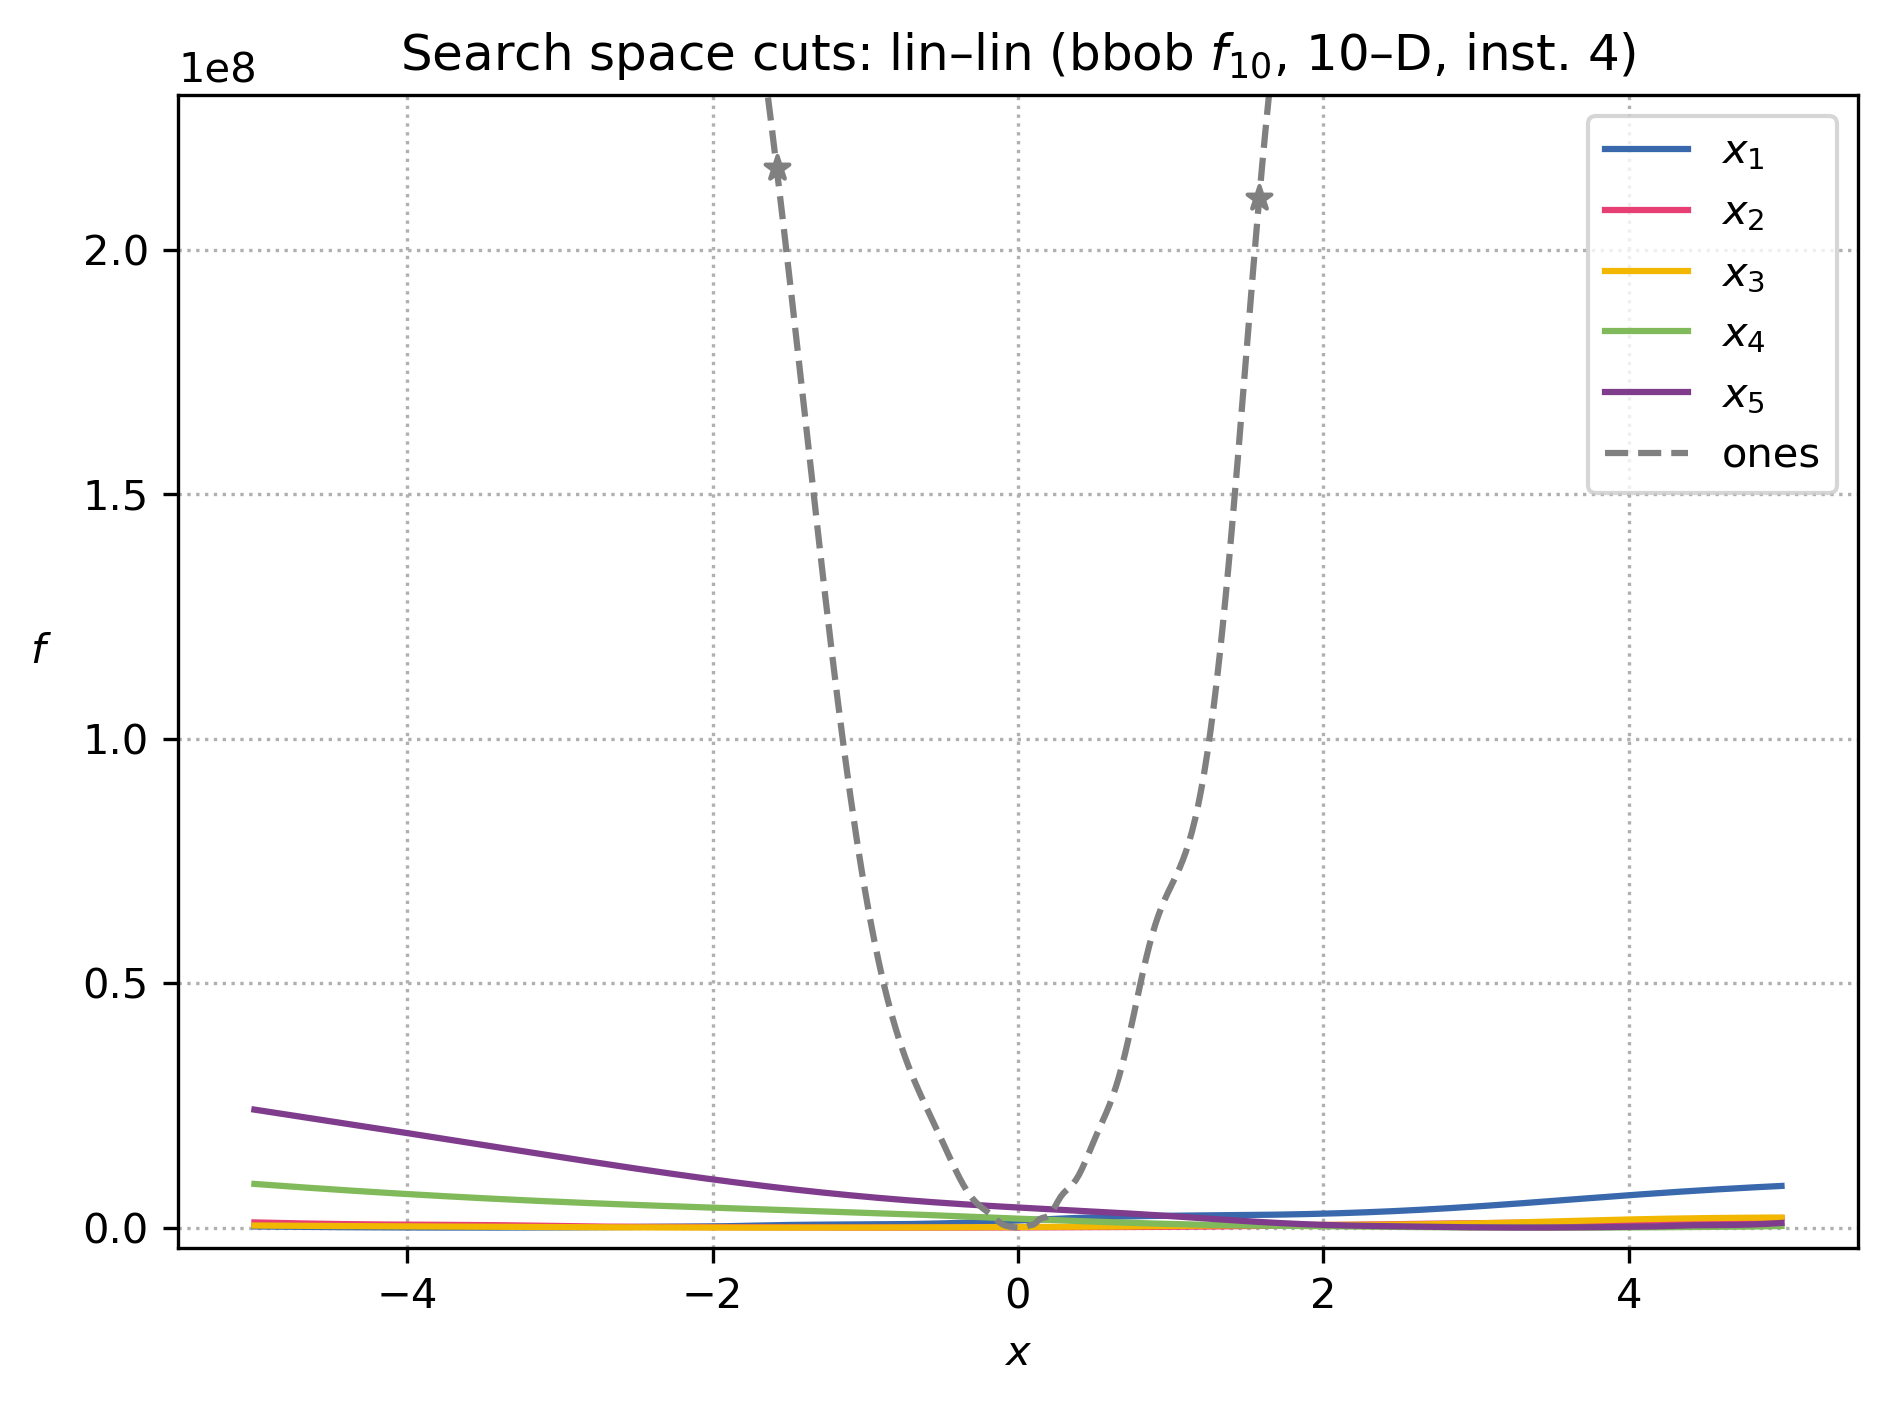 Search space cuts: lin–lin (bbob f10, 10–D, inst. 4)
1e8
x1
x2
x3
x4
x5
ones
2.0
1.5
1.0
0.5
0.0
f
−4 −2 0 2 4
x